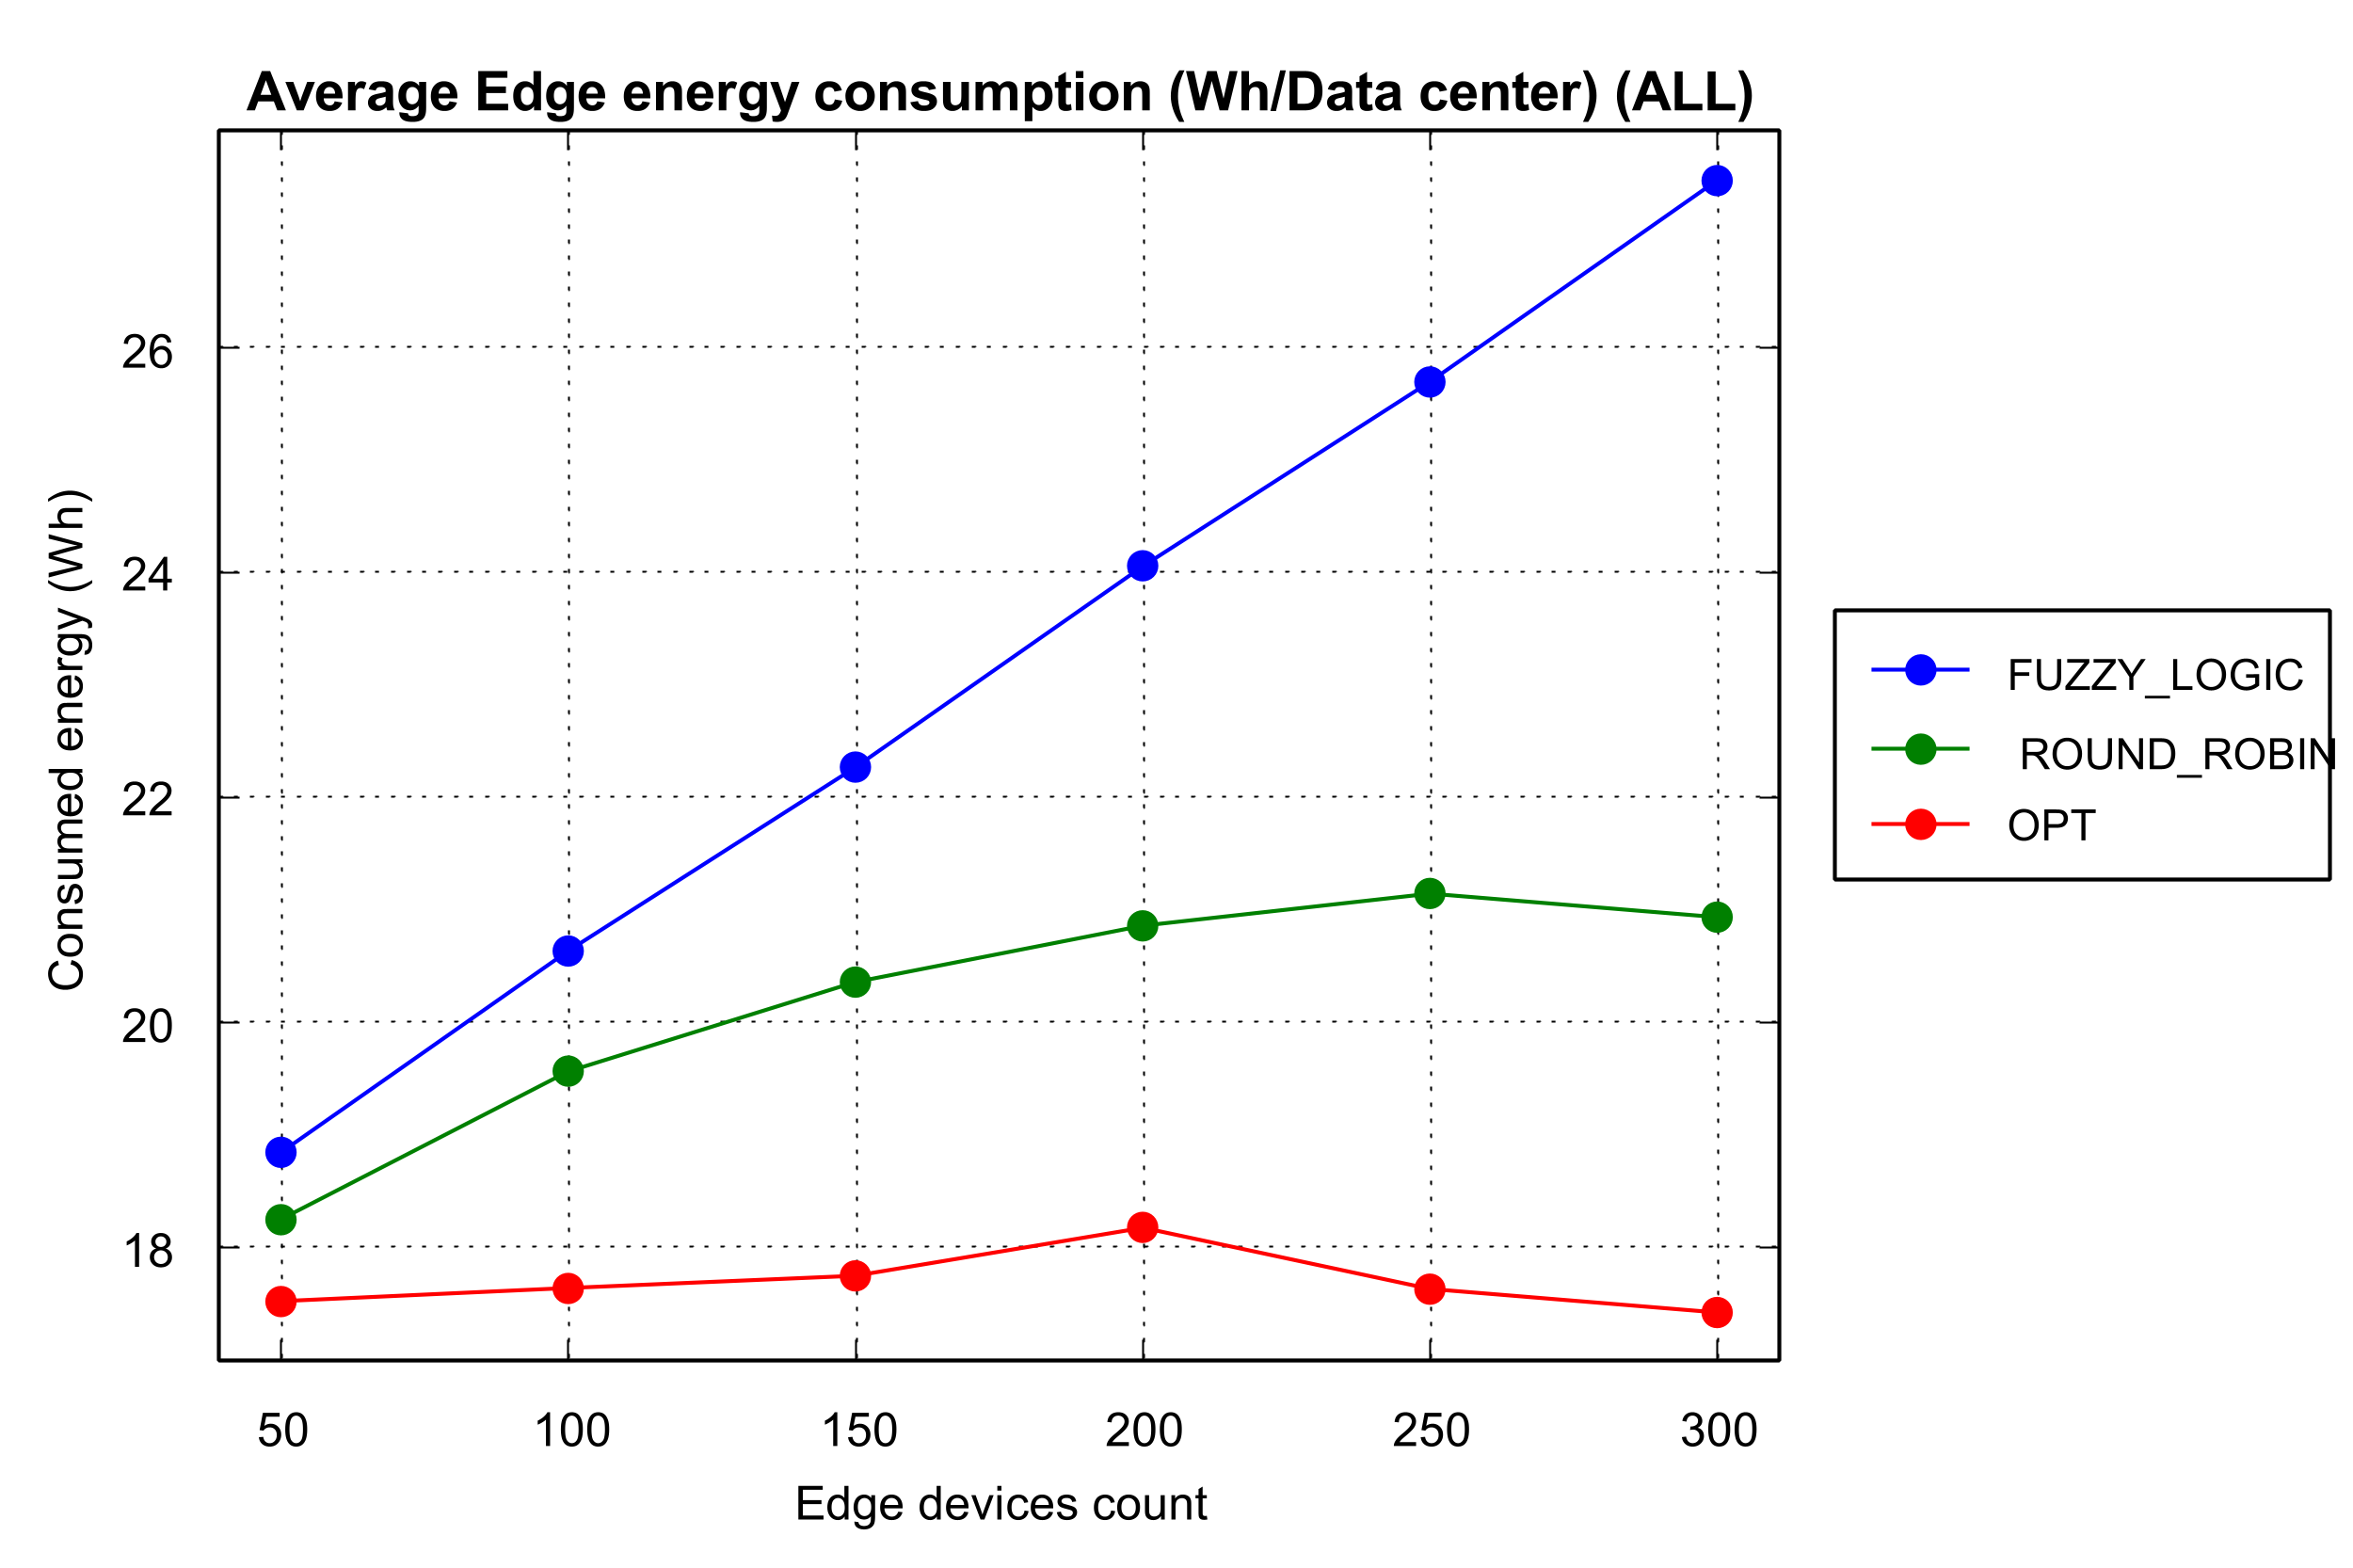 Average Edge energy consumption (Wh/Data center) (ALL)
Consumed energy (Wh)
26
24
22
20
18
50 100 150 200 250 300
Edge devices count
FUZZY_LOGIC
ROUND_ROBIN
OPT